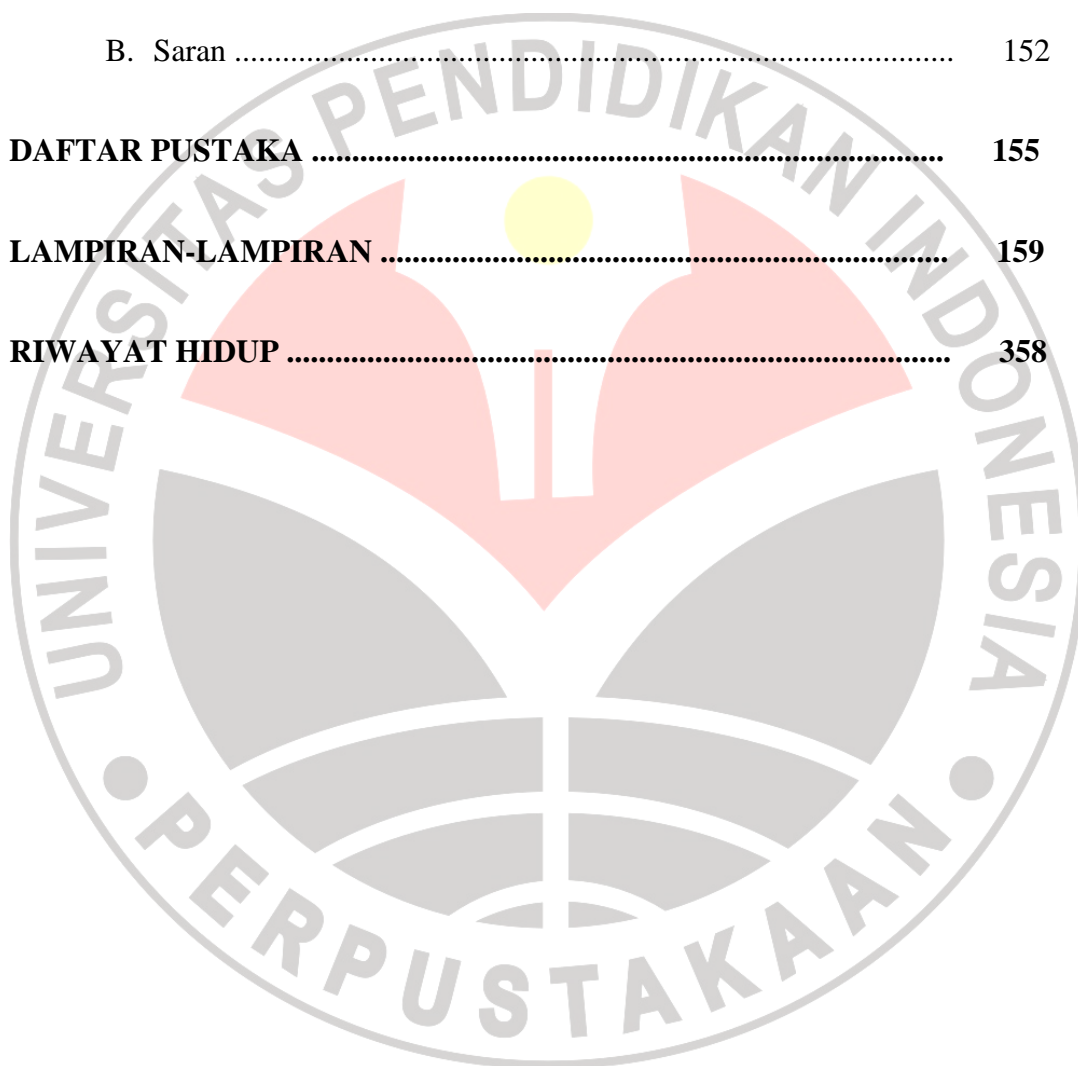 B. Saran ........................................................................................ 152
DAFTAR PUSTAKA ............................................................................... 155
LAMPIRAN-LAMPIRAN ....................................................................... 159
RIWAYAT HIDUP ................................................................................... 358
UNIVERSITAS PENDIDIKAN INDONESIA
PERPUSTAKAAN